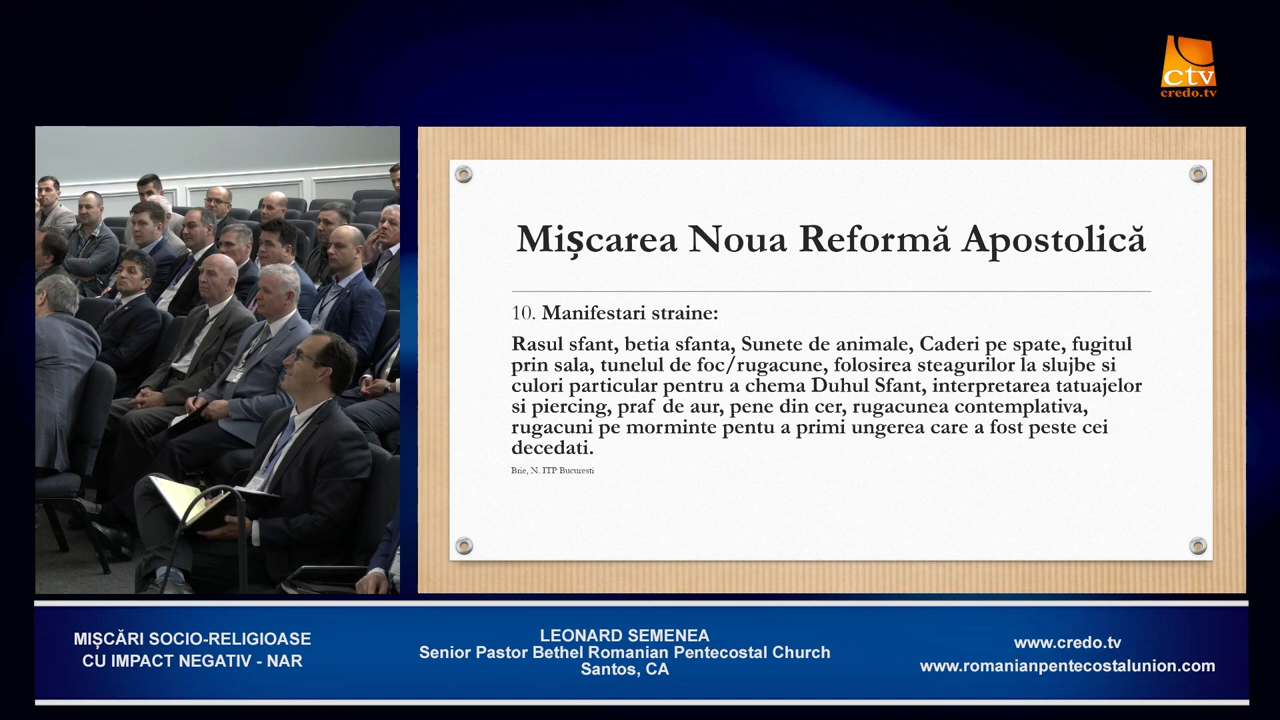 ctv
credo.tv
Mișcarea Noua Reformă Apostolică
10. Manifestari straine:
Rasul sfant, betia sfanta, Sunete de animale, Caderi pe spate, fugitul
prin sala, tunelul de foc/rugacune, folosirea steagurilor la slujbe si
culori particular pentru a chema Duhul Sfant, interpretarea tatuajelor
si piercing, praf de aur, pene din cer, rugacunea contemplativa,
rugacuni pe morminte pentu a primi ungerea care a fost peste cei
decedati.
Brie, N. ITP Bucuresti
MIȘCĂRI SOCIO-RELIGIOASE
CU IMPACT NEGATIV - NAR
LEONARD SEMENEA
Senior Pastor Bethel Romanian Pentecostal Church
Santos, CA
www.credo.tv
www.romanianpentecostalunion.com